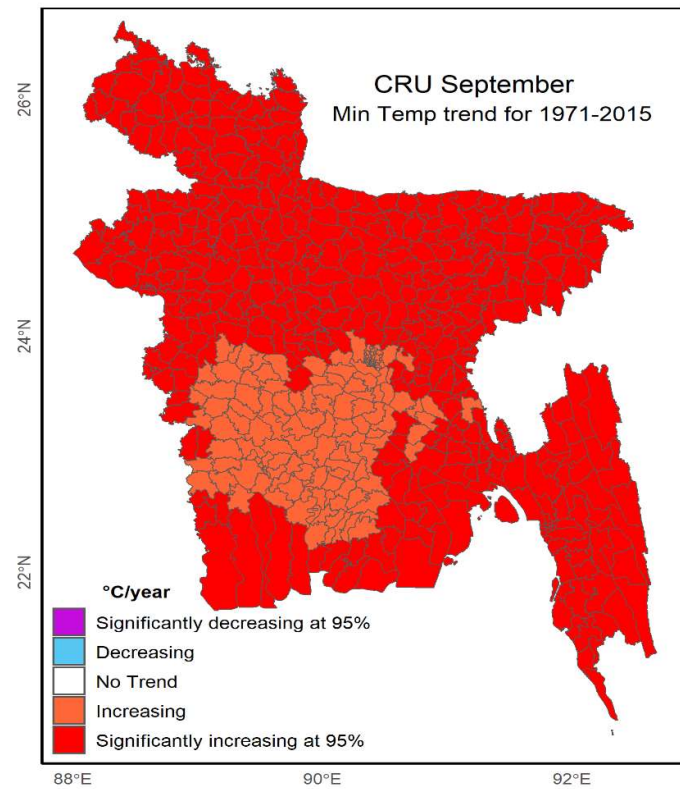 CRU September
Min Temp trend for 1971-2015
26°N
24°N
22°N
°C/year
Significantly decreasing at 95%
Decreasing
No Trend
Increasing
Significantly increasing at 95%
88°E
90°E
92°E